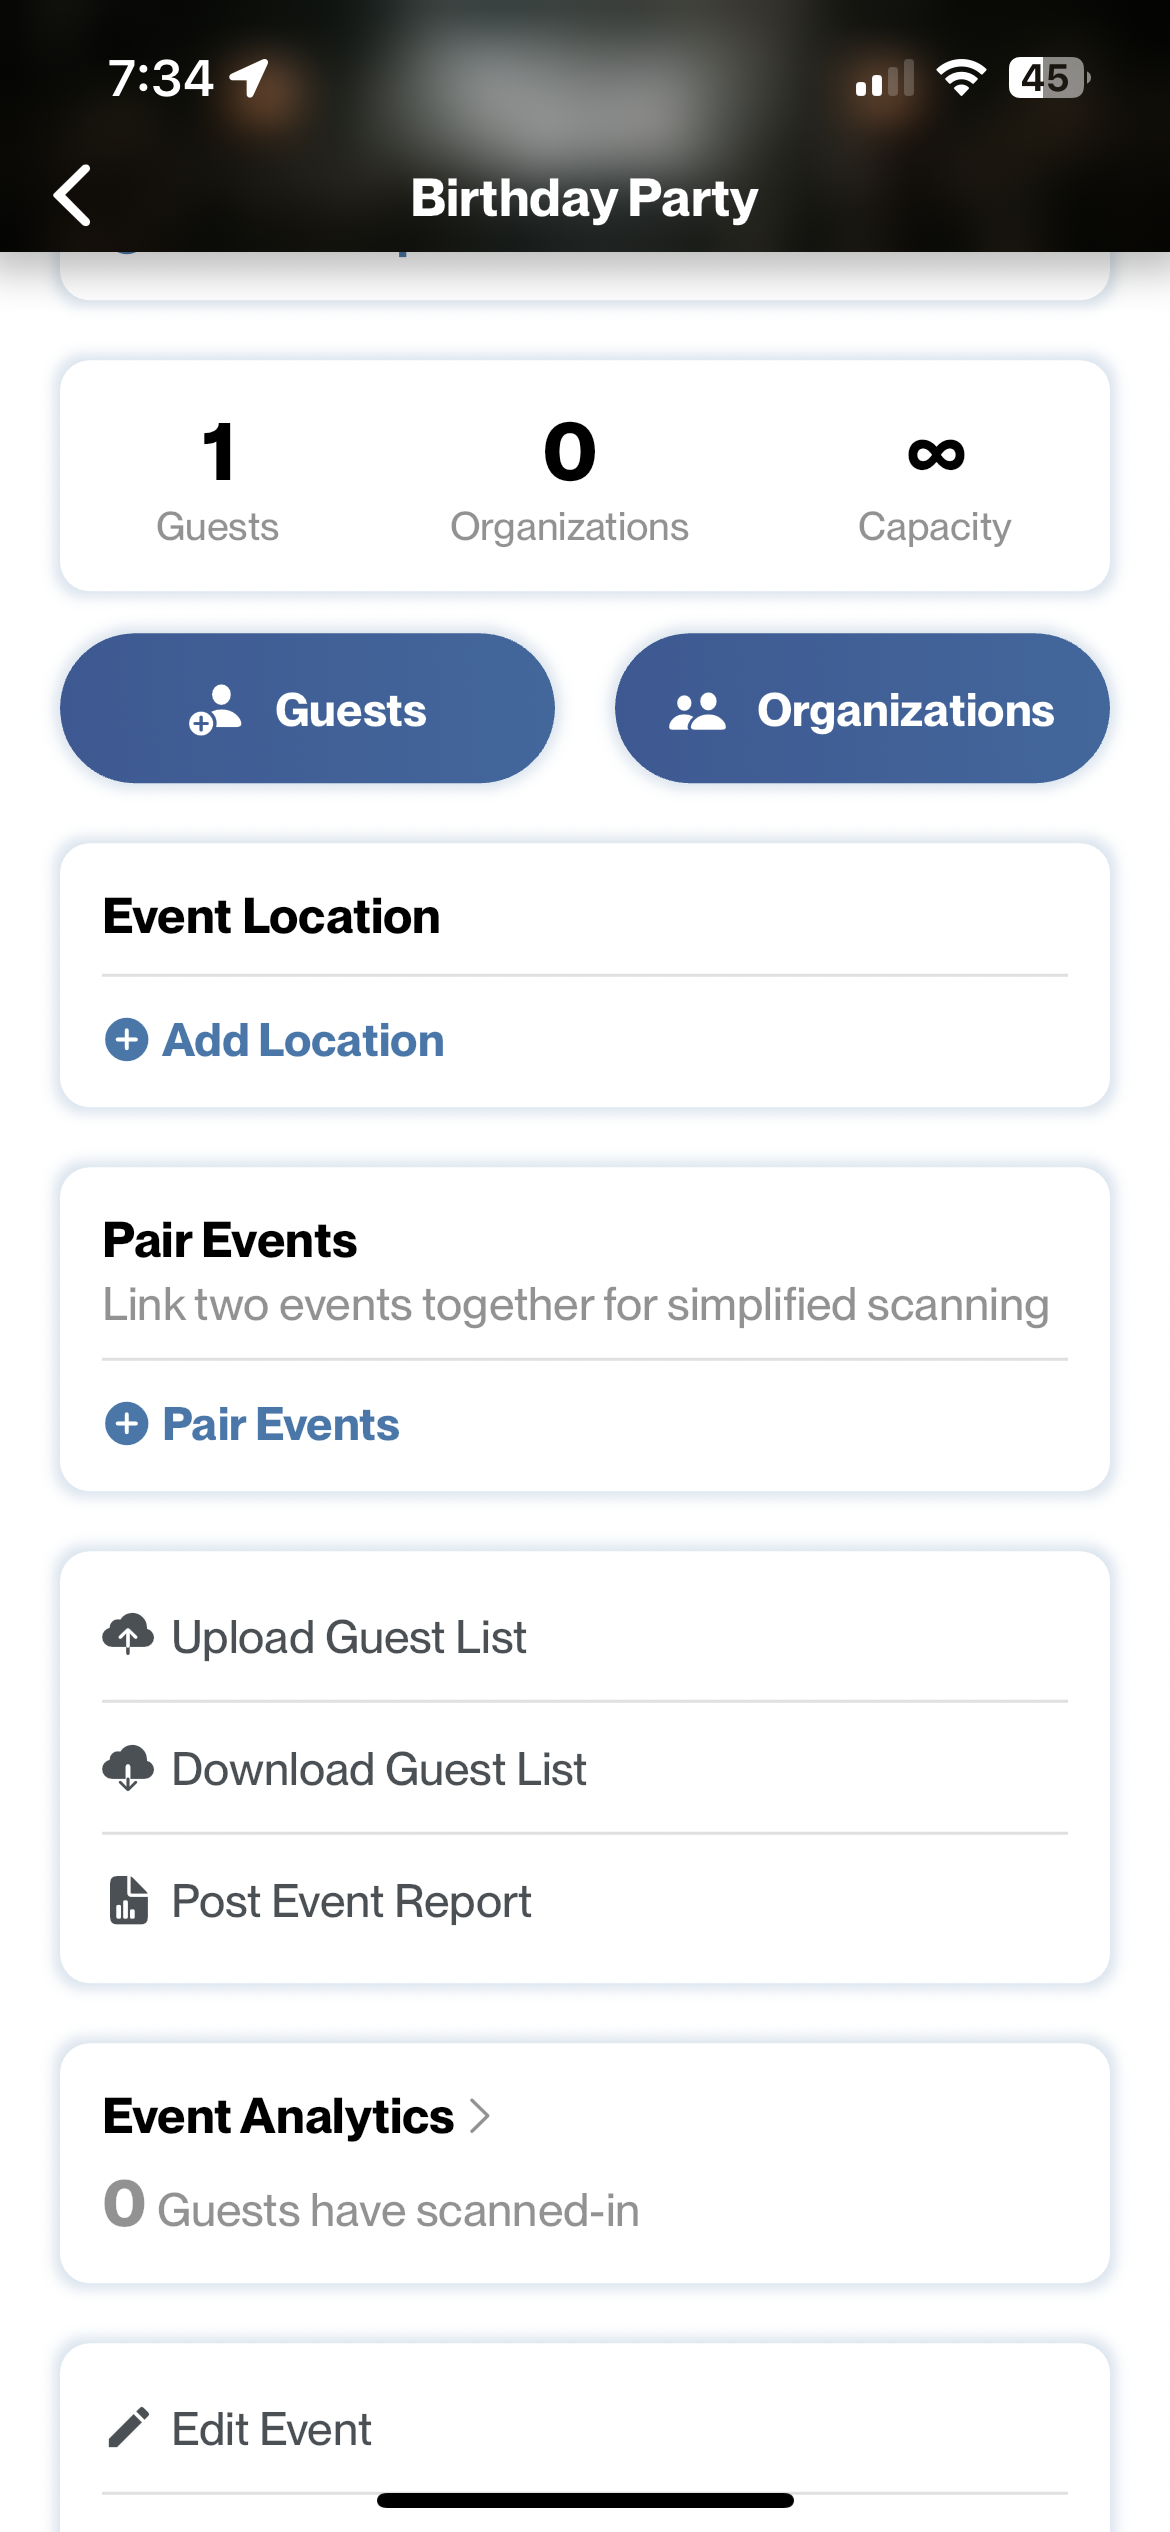 7:34
45
Birthday Party
1
Guests
0
Organizations
∞
Capacity
Guests
Organizations
Event Location
Add Location
Pair Events
Link two events together for simplified scanning
Pair Events
Upload Guest List
Download Guest List
Post Event Report
Event Analytics
0 Guests have scanned-in
Edit Event